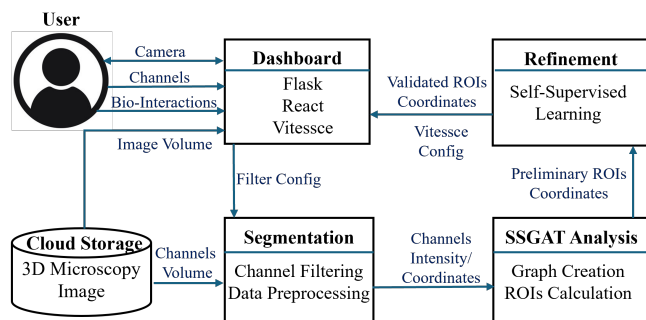 User
Camera
Channels
Bio-Interactions
Image Volume
Dashboard
Flask
React
Vitessce
Validated ROIs
Coordinates
Vitessce
Config
Refinement
Self-Supervised
Learning
Filter Config
Preliminary ROIs
Coordinates
Cloud Storage
3D Microscopy
Image
Channels
Volume
Segmentation
Channel Filtering
Data Preprocessing
Channels
Intensity/
Coordinates
SSGAT Analysis
Graph Creation
ROIs Calculation